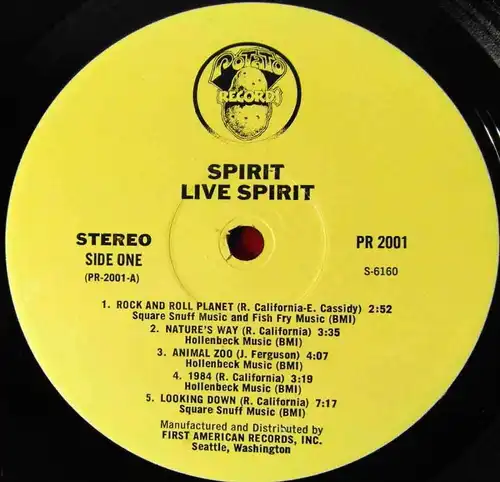 POTATO
RECORDS
SPIRIT
LIVE SPIRIT
STEREO
SIDE ONE
(PR-2001-A)
PR 2001
S-6160
1. ROCK AND ROLL PLANET (R. California-E. Cassidy) 2:52
Square Snuff Music and Fish Fry Music (BMI)
2. NATURE'S WAY (R. California) 3:35
Hollenbeck Music (BMI)
3. ANIMAL ZOO (J. Ferguson) 4:07
Hollenbeck Music (BMI)
4. 1984 (R. California) 3:19
Hollenbeck Music (BMI)
5. LOOKING DOWN (R. California) 7:17
Square Snuff Music (BMI)
Manufactured and Distributed by
FIRST AMERICAN RECORDS, INC.
Seattle, Washington